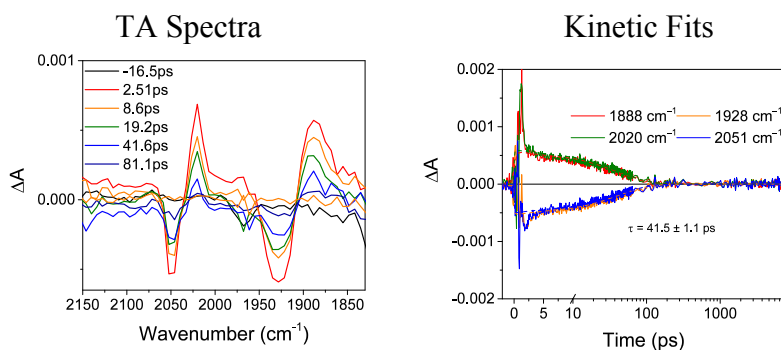 TA Spectra
Kinetic Fits
0.001
0.000
ΔA
-16.5ps
2.51ps
8.6ps
19.2ps
41.6ps
81.1ps
2150 2100 2050 2000 1950 1900 1850
Wavenumber (cm⁻¹)
0.002
0.001
0.000
-0.001
-0.002
ΔA
1888 cm⁻¹ 1928 cm⁻¹
2020 cm⁻¹ 2051 cm⁻¹
τ = 41.5 ± 1.1 ps
0 5 10 100 1000
Time (ps)